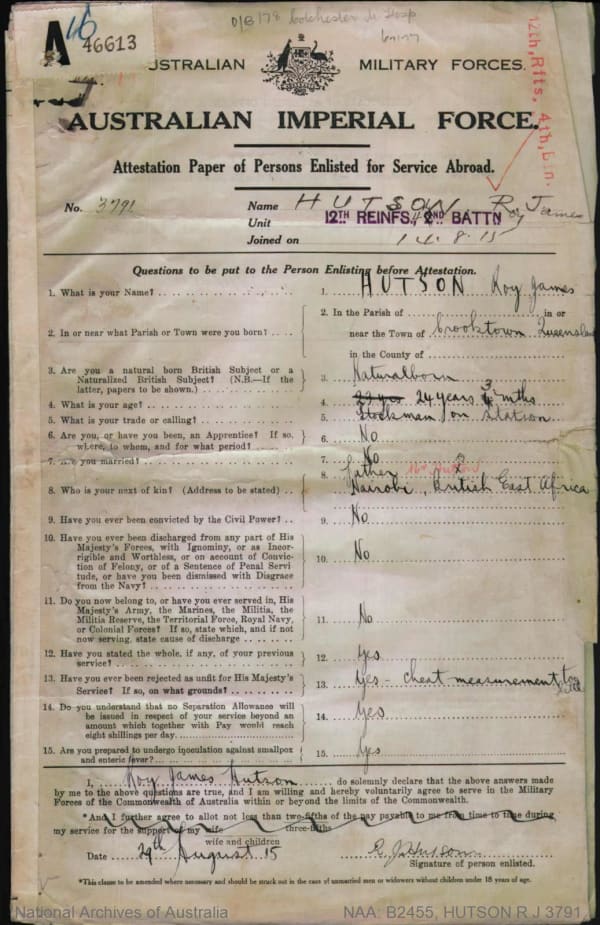 A 16 46613
0/B 178 Colchester M Hosp
AUSTRALIAN MILITARY FORCES.
12th, Rfts, 4th, bn.
AUSTRALIAN IMPERIAL FORCE.
Attestation Paper of Persons Enlisted for Service Abroad.
No. 3791 Name HUTSON Roy James
Unit 12TH REINFS, 2ND BATTN
Joined on 14.8.15
Questions to be put to the Person Enlisting before Attestation.
1. What is your Name? 1. HUTSON Roy James
2. In or near what Parish or Town were you born? 2. In the Parish of in or
near the Town of Crooktown Queensland
in the County of
3. Are you a natural born British Subject or a
Naturalized British Subject? (N.B.—If the
latter, papers to be shown.) 3. Naturalborn
4. What is your age? 4. 24 years 3 mths
5. What is your trade or calling? 5. Stockman on Station
6. Are you, or have you been, an Apprentice? If so,
where, to whom, and for what period? 6. No
7. Are you married? 7. No
8. Who is your next of kin? (Address to be stated) 8. father Mr Hutson
Nairobi, British East Africa
9. Have you ever been convicted by the Civil Power? 9. No
10. Have you ever been discharged from any part of His
Majesty's Forces, with Ignominy, or as Incor-
rigible and Worthless, or on account of Convic-
tion of Felony, or of a Sentence of Penal Servi
tude, or have you been dismissed with Disgrace
from the Navy? 10. No
11. Do you now belong to, or have you ever served in, His
Majesty's Army, the Marines, the Militia, the
Militia Reserve, the Territorial Force, Royal Navy,
or Colonial Forces? If so, state which, and if not
now serving, state cause of discharge 11. No
12. Have you stated the whole, if any, of your previous
service? 12. Yes
13. Have you ever been rejected as unfit for His Majesty's
Service? If so, on what grounds? 13. Yes - chest measurement too
14. Do you understand that no Separation Allowance will
be issued in respect of your service beyond an
amount which together with Pay would reach
eight shillings per day 14. Yes
15. Are you prepared to undergo inoculation against smallpox
and enteric fever? 15. Yes
I, Roy James Hutson do solemnly declare that the above answers made
by me to the above questions are true, and I am willing and hereby voluntarily agree to serve in the Military
Forces of the Commonwealth of Australia within or beyond the limits of the Commonwealth.
*And I further agree to allot not less than two-fifths of the pay payable to me from time to time during
three-fifths
my service for the support of my wife
wife and children
Date 29th August 15 R. J. Hutson
Signature of person enlisted.
*This clause to be amended where necessary and should be struck out in the case of unmarried men or widowers without children under 18 years of age.
National Archives of Australia NAA: B2455, HUTSON R J 3791